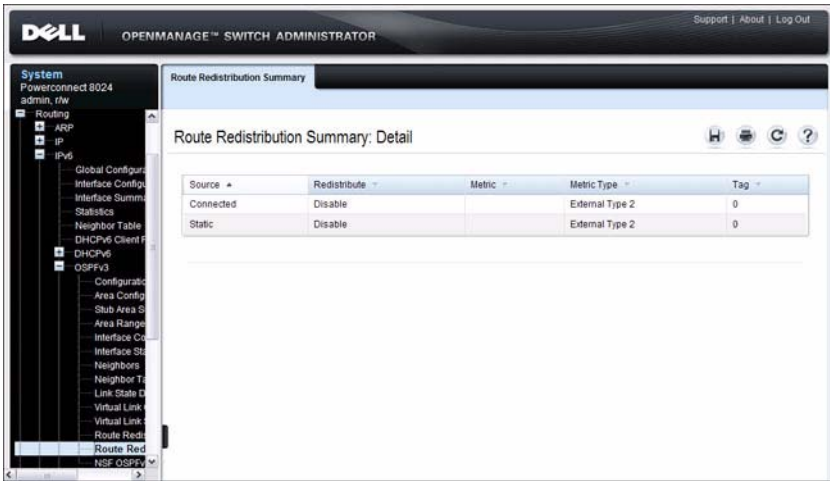 Support | About | Log Out
DELL OPENMANAGE™ SWITCH ADMINISTRATOR
System
Powerconnect 8024
admin, r/w
Routing
ARP
IP
IPv6
Global Configura
Interface Configu
Interface Summa
Statistics
Neighbor Table
DHCPv6 Client F
DHCPv6
OSPFv3
Configuratio
Area Config
Stub Area S
Area Range
Interface Co
Interface Sta
Neighbors
Neighbor Ta
Link State D
Virtual Link
Virtual Link
Route Redis
Route Red
NSF OSPFv
Route Redistribution Summary
Route Redistribution Summary: Detail
Source Redistribute Metric Metric Type Tag
Connected Disable External Type 2 0
Static Disable External Type 2 0